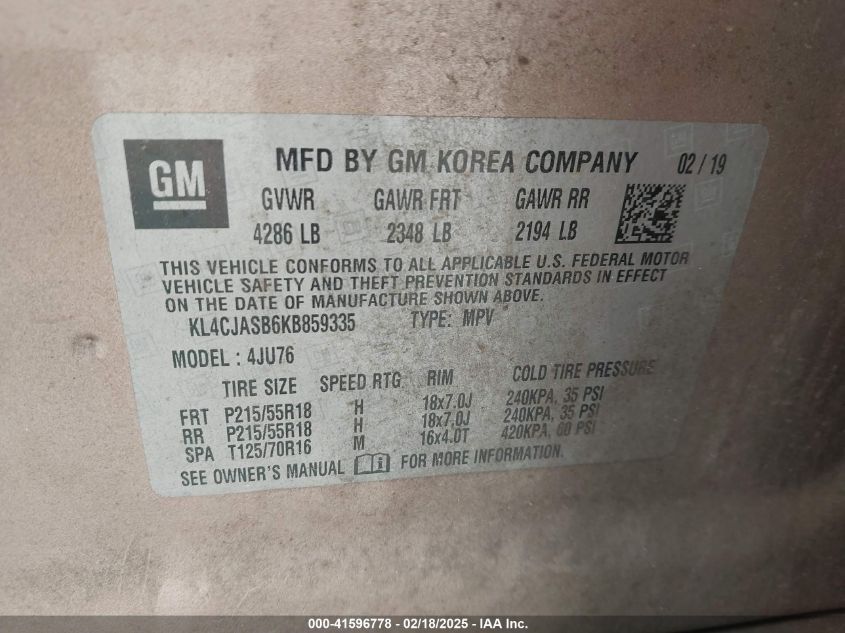 GM
MFD BY GM KOREA COMPANY 02 / 19
GVWR GAWR FRT GAWR RR
4286 LB 2348 LB 2194 LB
THIS VEHICLE CONFORMS TO ALL APPLICABLE U.S. FEDERAL MOTOR
VEHICLE SAFETY AND THEFT PREVENTION STANDARDS IN EFFECT
ON THE DATE OF MANUFACTURE SHOWN ABOVE.
KL4CJASB6KB859335 TYPE: MPV
MODEL : 4JU76
TIRE SIZE SPEED RTG RIM COLD TIRE PRESSURE
FRT P215/55R18 H 18x7.0J 240KPA, 35 PSI
RR P215/55R18 H 18x7.0J 240KPA, 35 PSI
SPA T125/70R16 M 16x4.0T 420KPA, 60 PSI
SEE OWNER'S MANUAL FOR MORE INFORMATION.
000-41596778 - 02/18/2025 - IAA Inc.